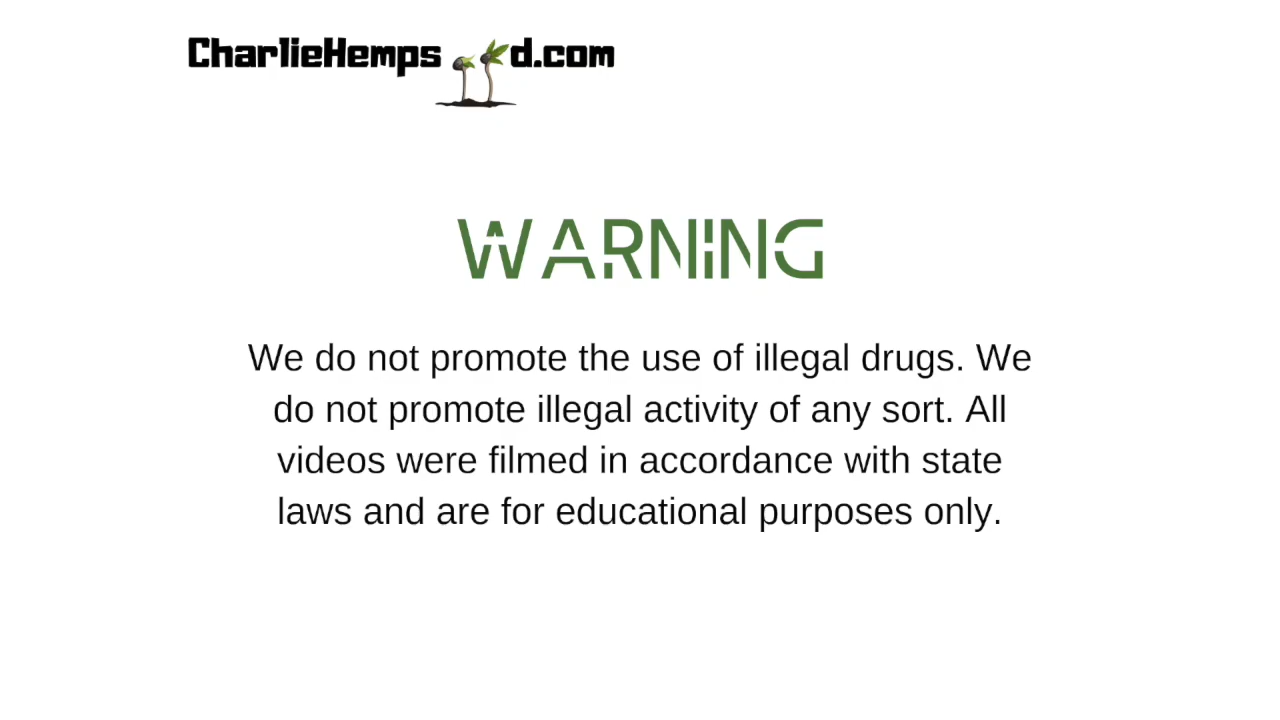 CharlieHempsd.com
WARNING
We do not promote the use of illegal drugs. We
do not promote illegal activity of any sort. All
videos were filmed in accordance with state
laws and are for educational purposes only.